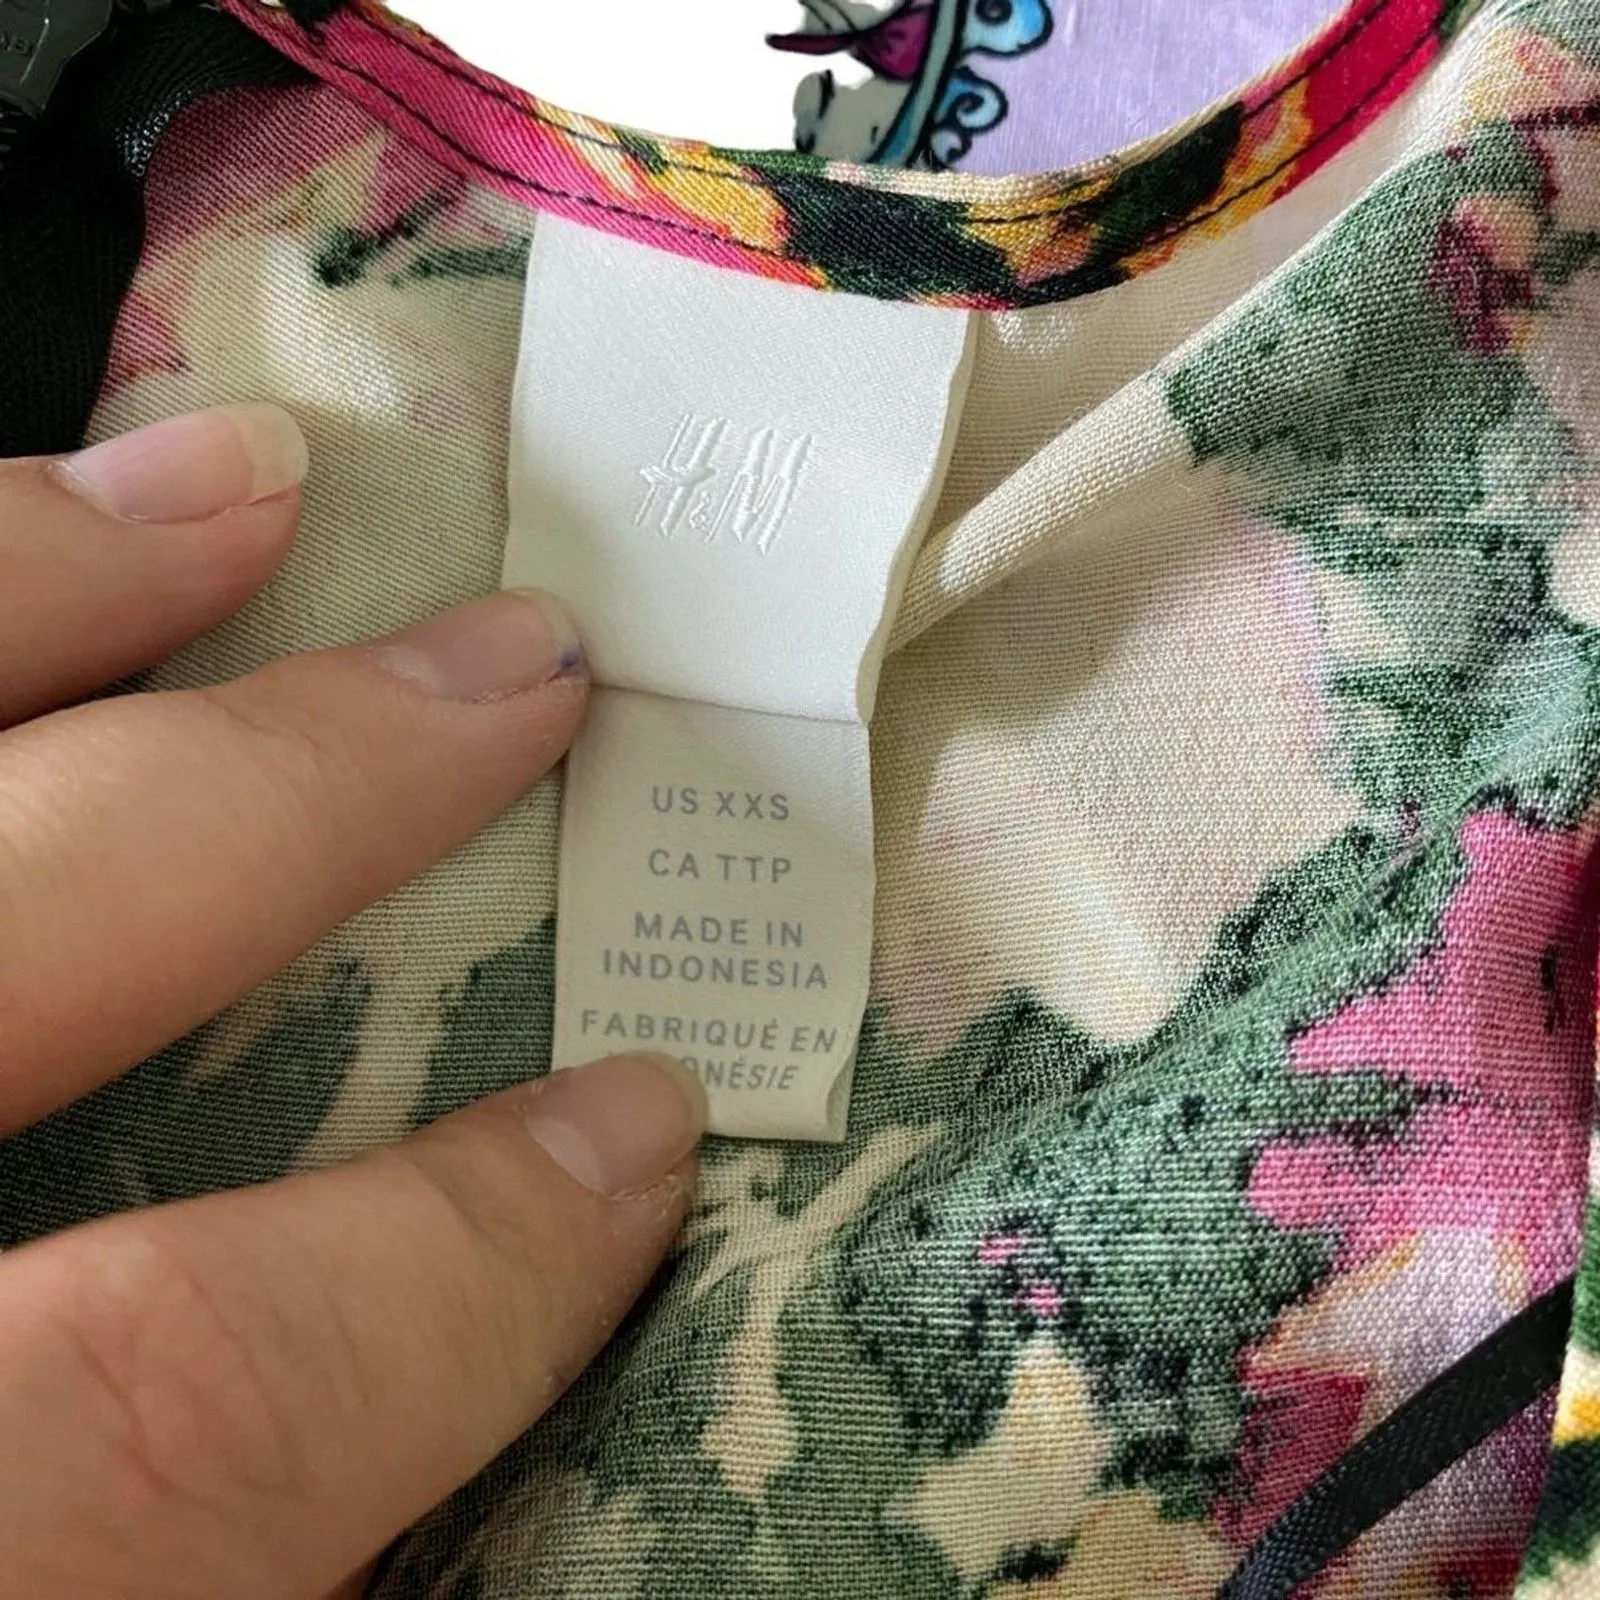 H&M
US XXS
CA TTP
MADE IN
INDONESIA
FABRIQUÉ EN